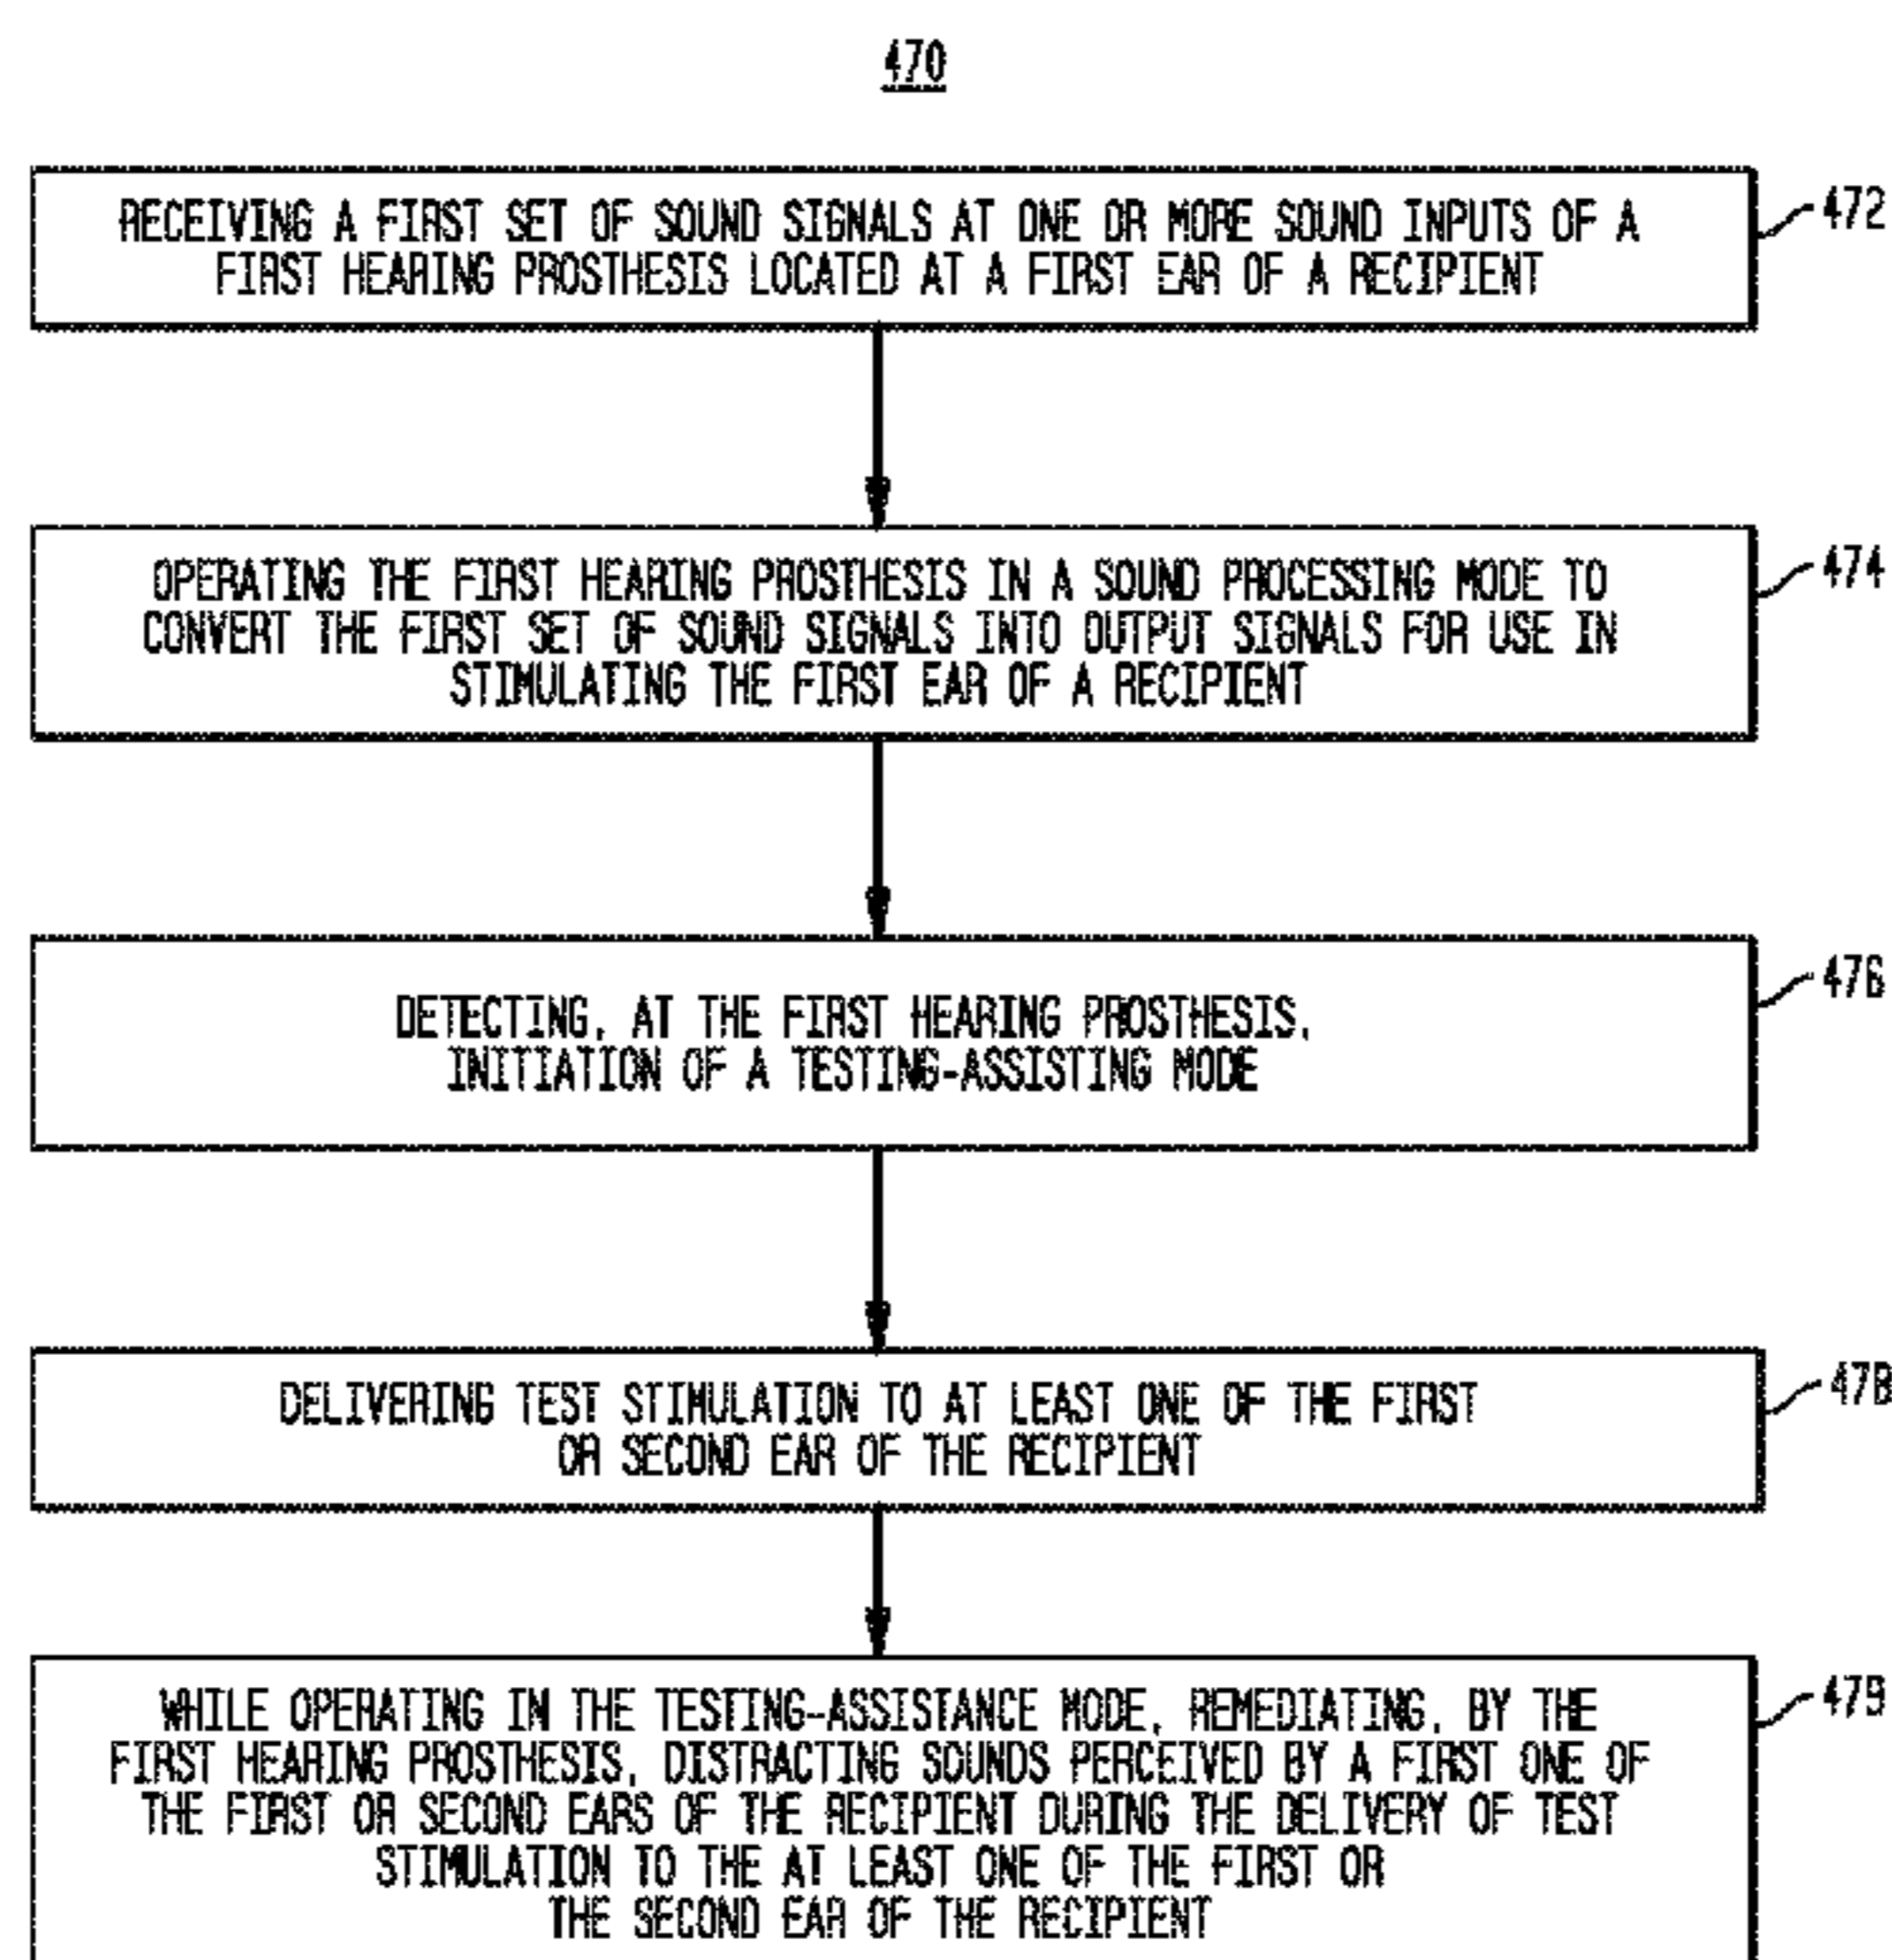 470
RECEIVING A FIRST SET OF SOUND SIGNALS AT ONE OR MORE SOUND INPUTS OF A
FIRST HEARING PROSTHESIS LOCATED AT A FIRST EAR OF A RECIPIENT
472
OPERATING THE FIRST HEARING PROSTHESIS IN A SOUND PROCESSING MODE TO
CONVERT THE FIRST SET OF SOUND SIGNALS INTO OUTPUT SIGNALS FOR USE IN
STIMULATING THE FIRST EAR OF A RECIPIENT
474
DETECTING, AT THE FIRST HEARING PROSTHESIS,
INITIATION OF A TESTING-ASSISTING MODE
476
DELIVERING TEST STIMULATION TO AT LEAST ONE OF THE FIRST
OR SECOND EAR OF THE RECIPIENT
478
WHILE OPERATING IN THE TESTING-ASSISTANCE MODE, REMEDIATING, BY THE
FIRST HEARING PROSTHESIS, DISTRACTING SOUNDS PERCEIVED BY A FIRST ONE OF
THE FIRST OR SECOND EARS OF THE RECIPIENT DURING THE DELIVERY OF TEST
STIMULATION TO THE AT LEAST ONE OF THE FIRST OR
THE SECOND EAR OF THE RECIPIENT
479